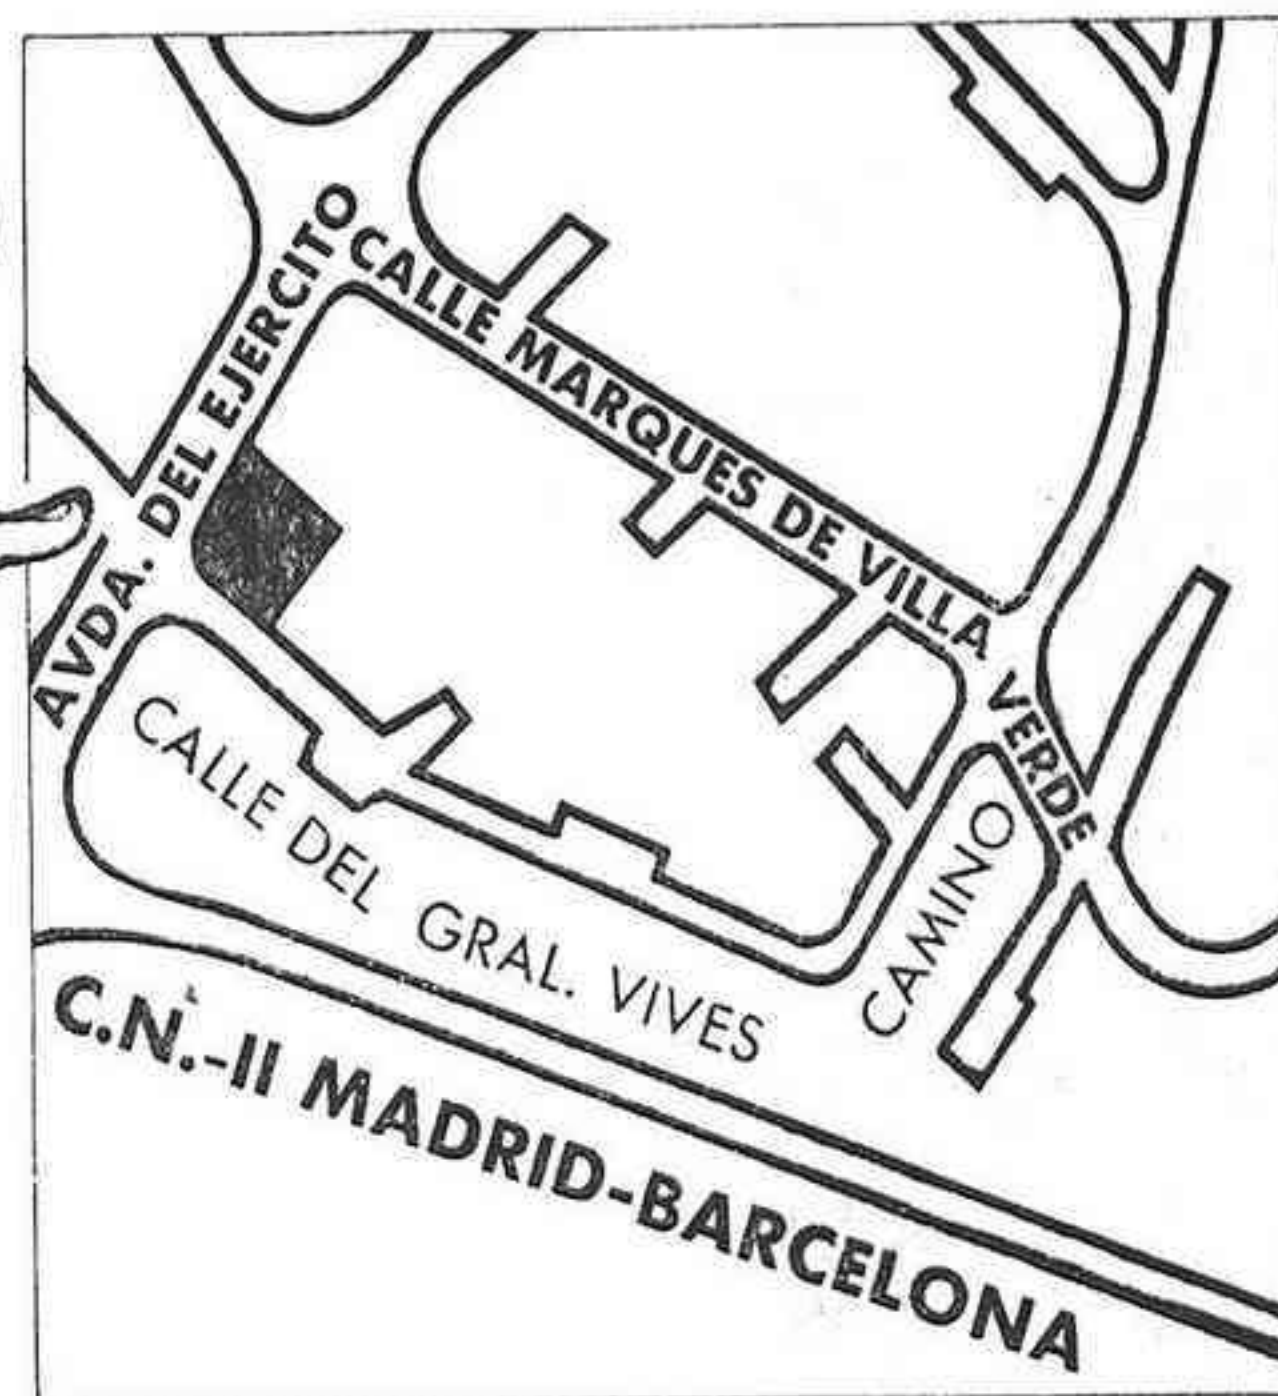 AVDA. DEL EJERCITO
CALLE MARQUES DE VILLA VERDE
CALLE DEL GRAL. VIVES
CAMINO
C.N.-II MADRID-BARCELONA